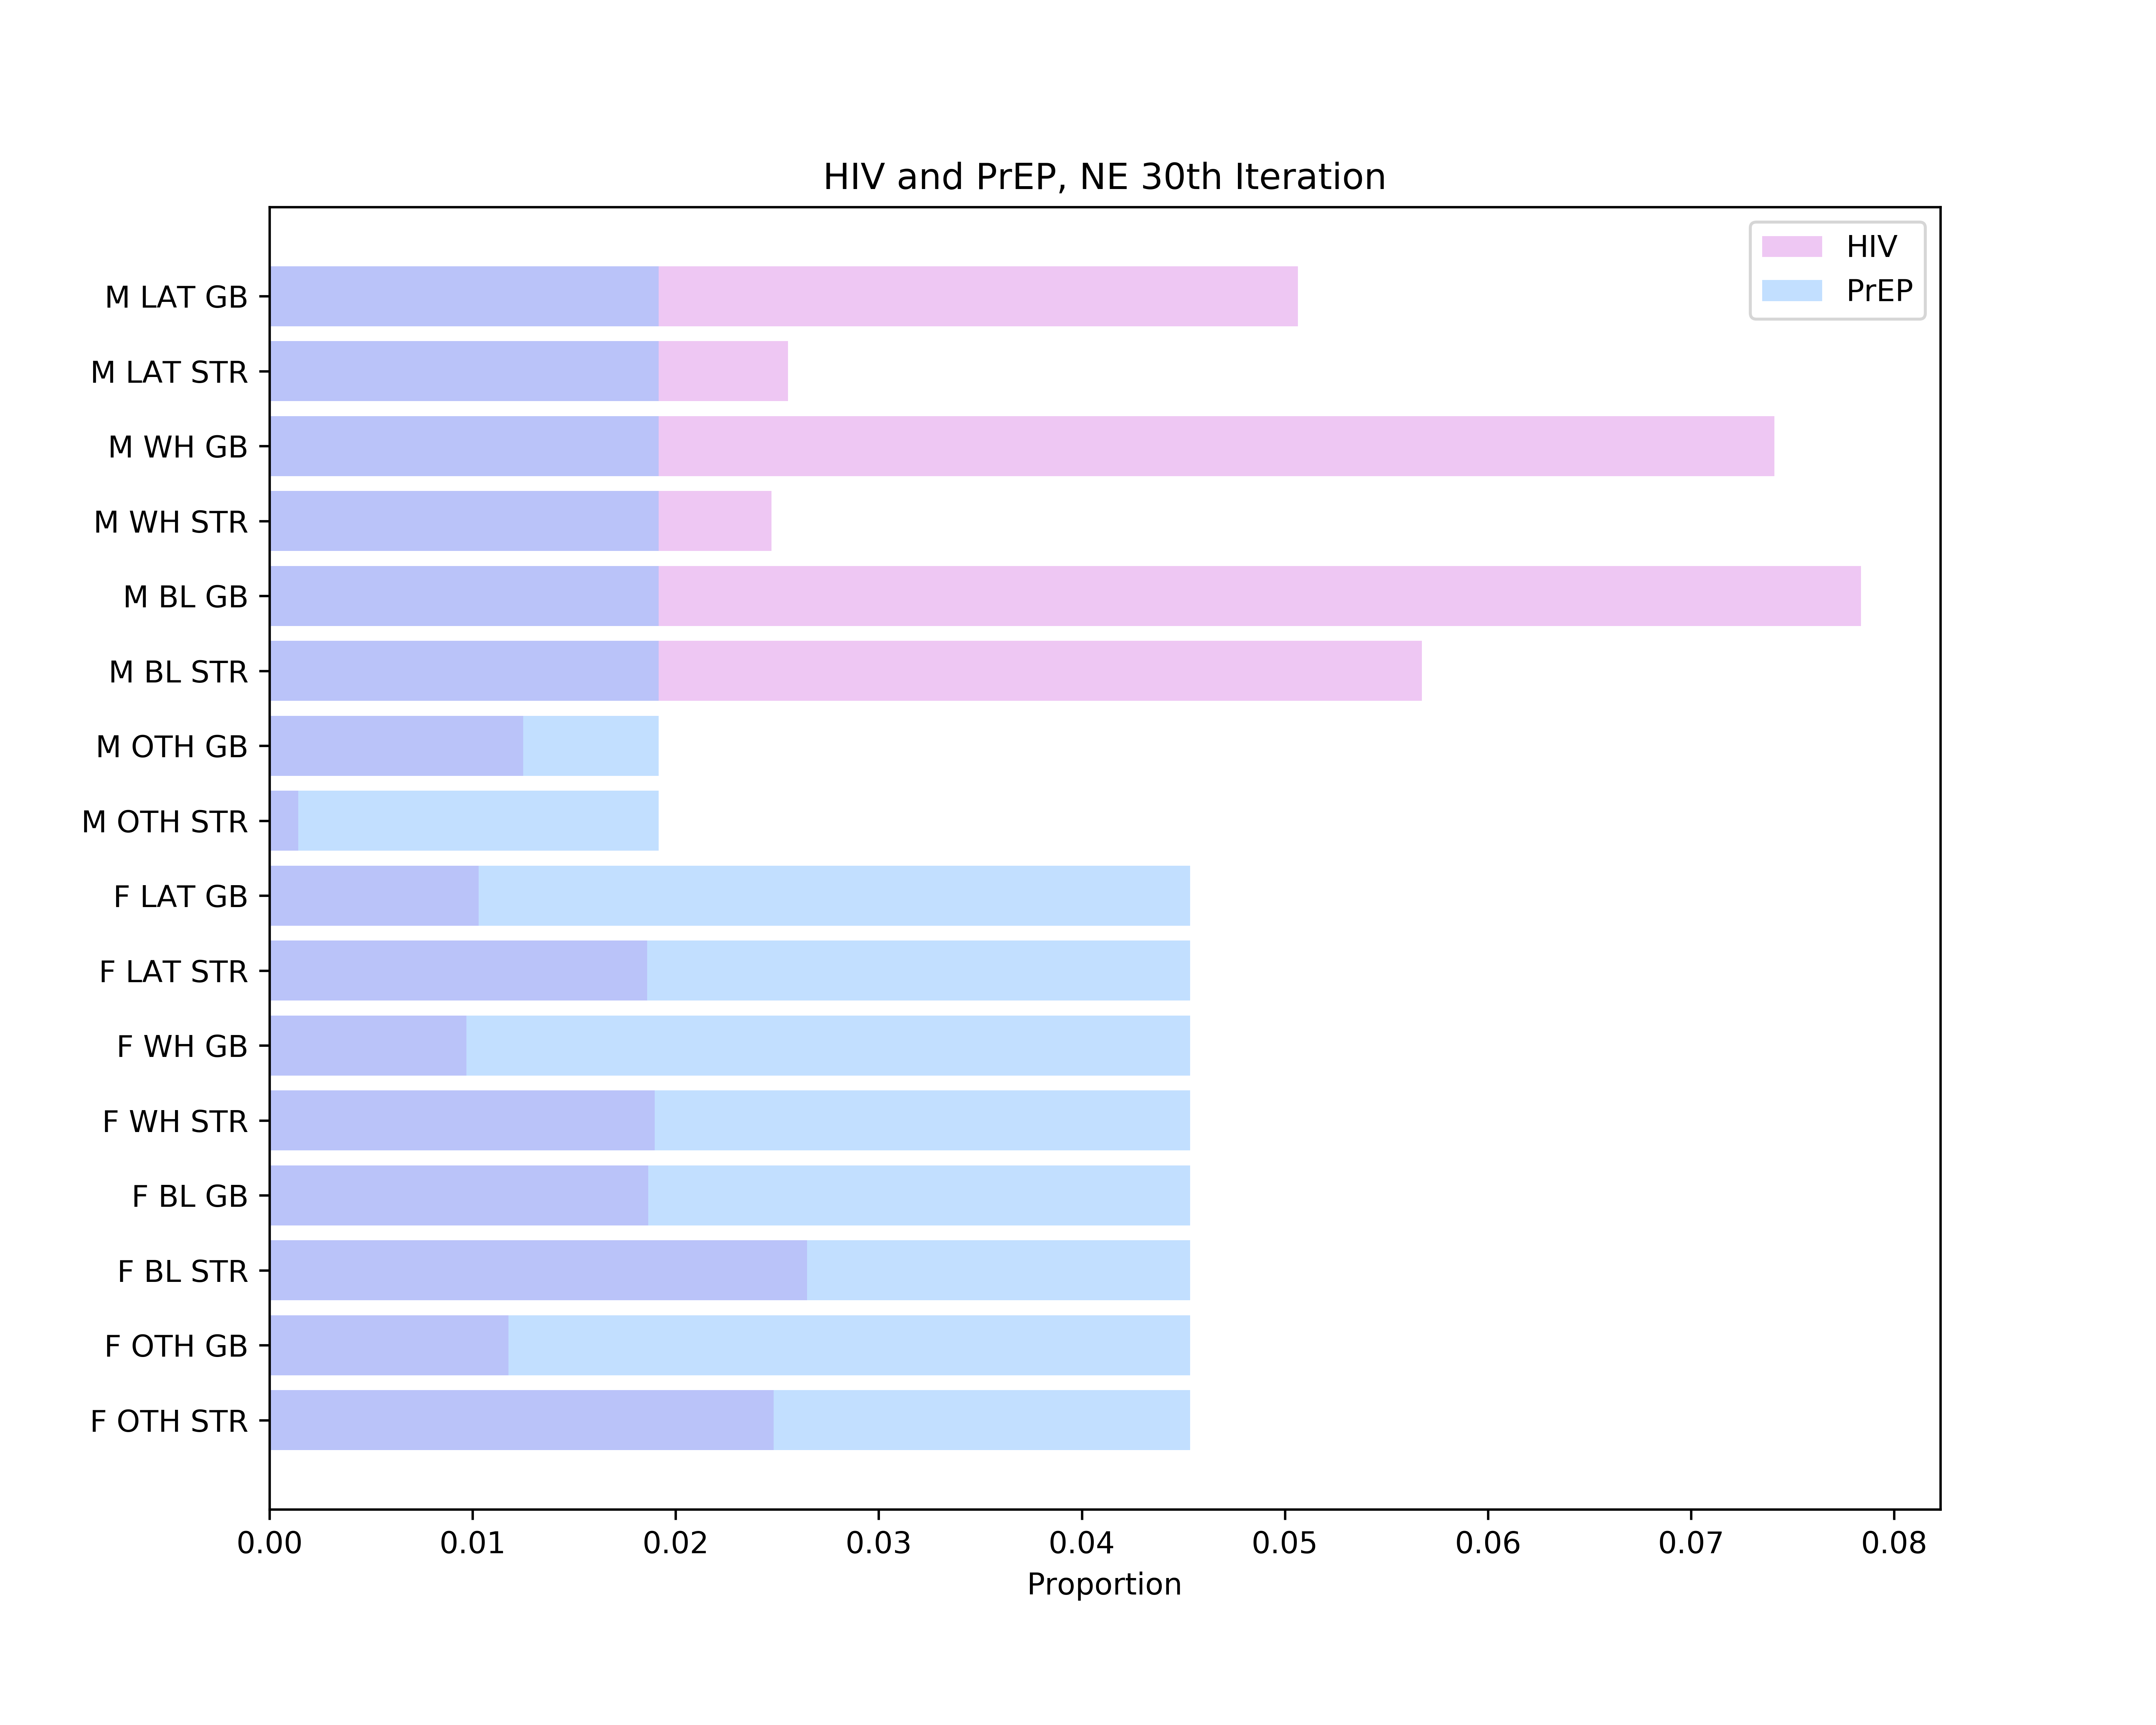 HIV and PrEP, NE 30th Iteration
HIV
PrEP
M LAT GB
M LAT STR
M WH GB
M WH STR
M BL GB
M BL STR
M OTH GB
M OTH STR
F LAT GB
F LAT STR
F WH GB
F WH STR
F BL GB
F BL STR
F OTH GB
F OTH STR
0.00 0.01 0.02 0.03 0.04 0.05 0.06 0.07 0.08
Proportion